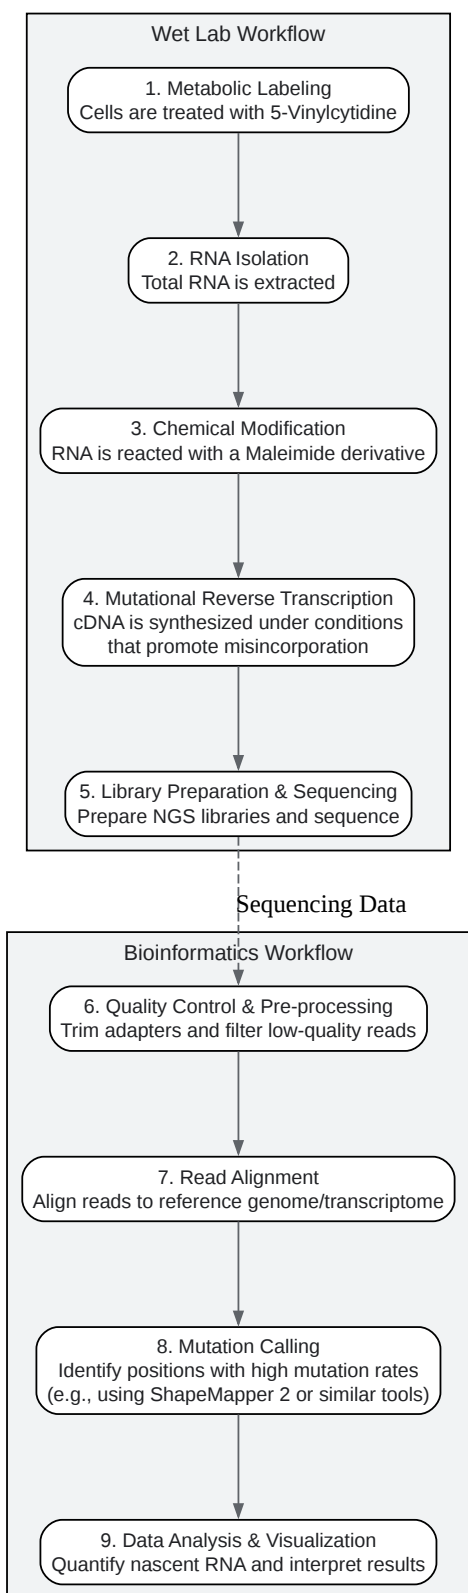 Wet Lab Workflow
1. Metabolic Labeling
Cells are treated with 5-Vinylcytidine
2. RNA Isolation
Total RNA is extracted
3. Chemical Modification
RNA is reacted with a Maleimide derivative
4. Mutational Reverse Transcription
cDNA is synthesized under conditions
that promote misincorporation
5. Library Preparation & Sequencing
Prepare NGS libraries and sequence
Sequencing Data
Bioinformatics Workflow
6. Quality Control & Pre-processing
Trim adapters and filter low-quality reads
7. Read Alignment
Align reads to reference genome/transcriptome
8. Mutation Calling
Identify positions with high mutation rates
(e.g., using ShapeMapper 2 or similar tools)
9. Data Analysis & Visualization
Quantify nascent RNA and interpret results